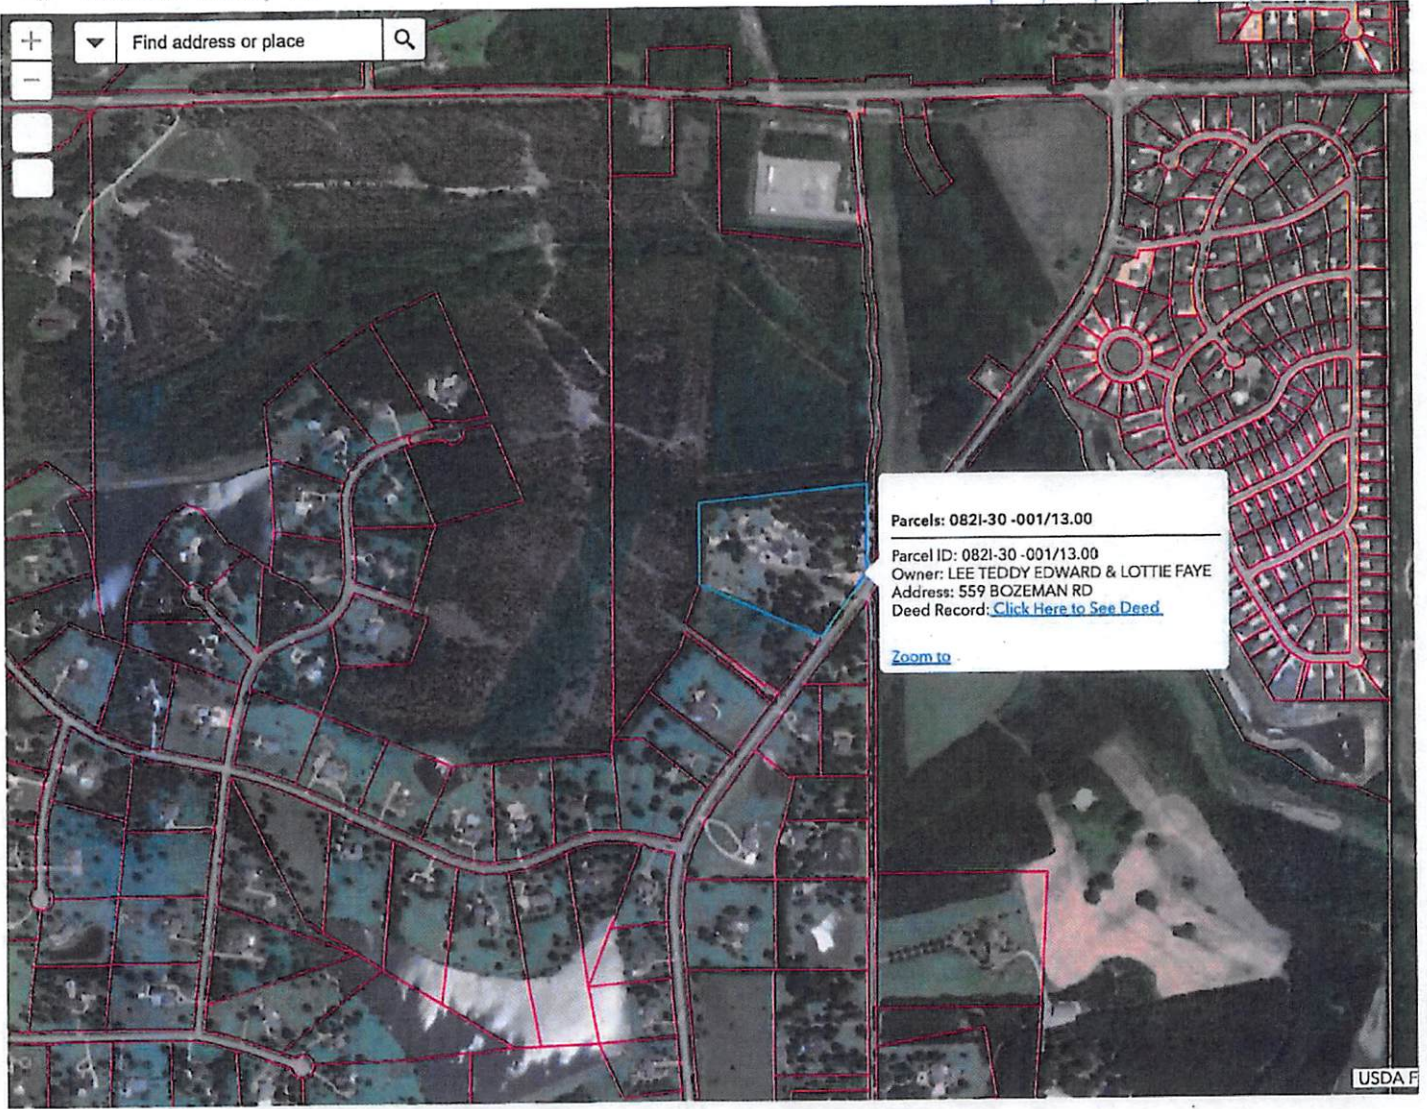 Find address or place
Parcels: 082I-30 -001/13.00
Parcel ID: 082I-30 -001/13.00
Owner: LEE TEDDY EDWARD & LOTTIE FAYE
Address: 559 BOZEMAN RD
Deed Record: Click Here to See Deed
Zoom to
USDA F